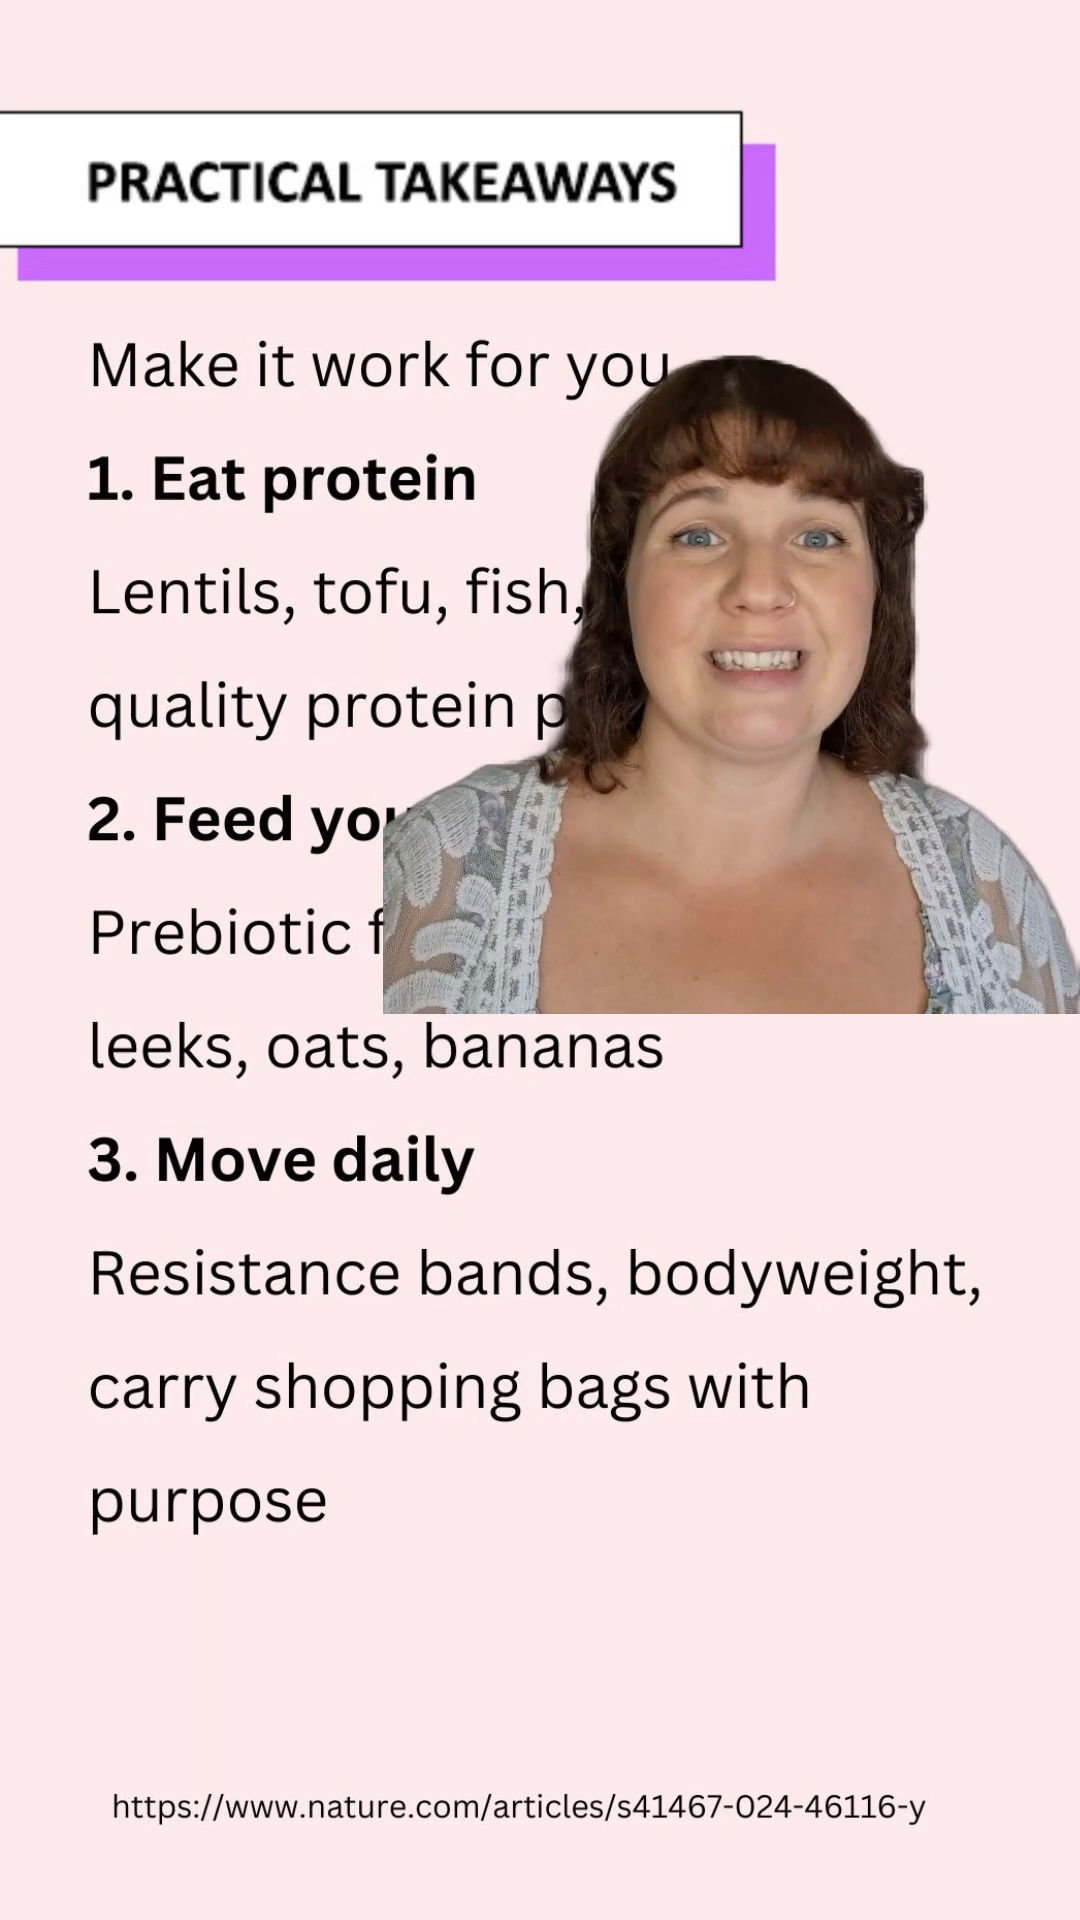 PRACTICAL TAKEAWAYS
Make it work for you
1. Eat protein
Lentils, tofu, fish,
quality protein
2. Feed
Prebiotic
leeks, oats, bananas
3. Move daily
Resistance bands, bodyweight,
carry shopping bags with
purpose
https://www.nature.com/articles/s41467-024-46116-y